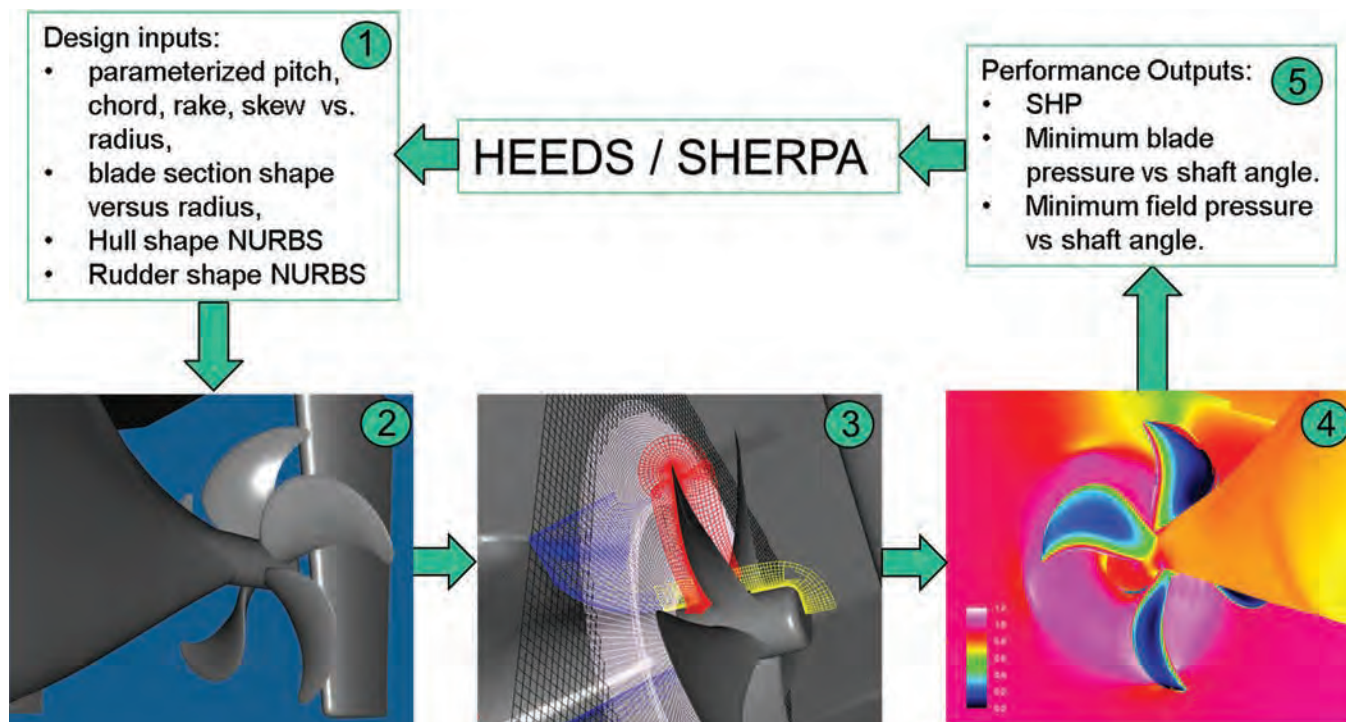 Design inputs:
1
• parameterized pitch,
chord, rake, skew vs.
radius,
• blade section shape
versus radius,
• Hull shape NURBS
• Rudder shape NURBS
HEEDS / SHERPA
Performance Outputs:
5
• SHP
• Minimum blade
pressure vs shaft angle.
• Minimum field pressure
vs shaft angle.
2
3
4